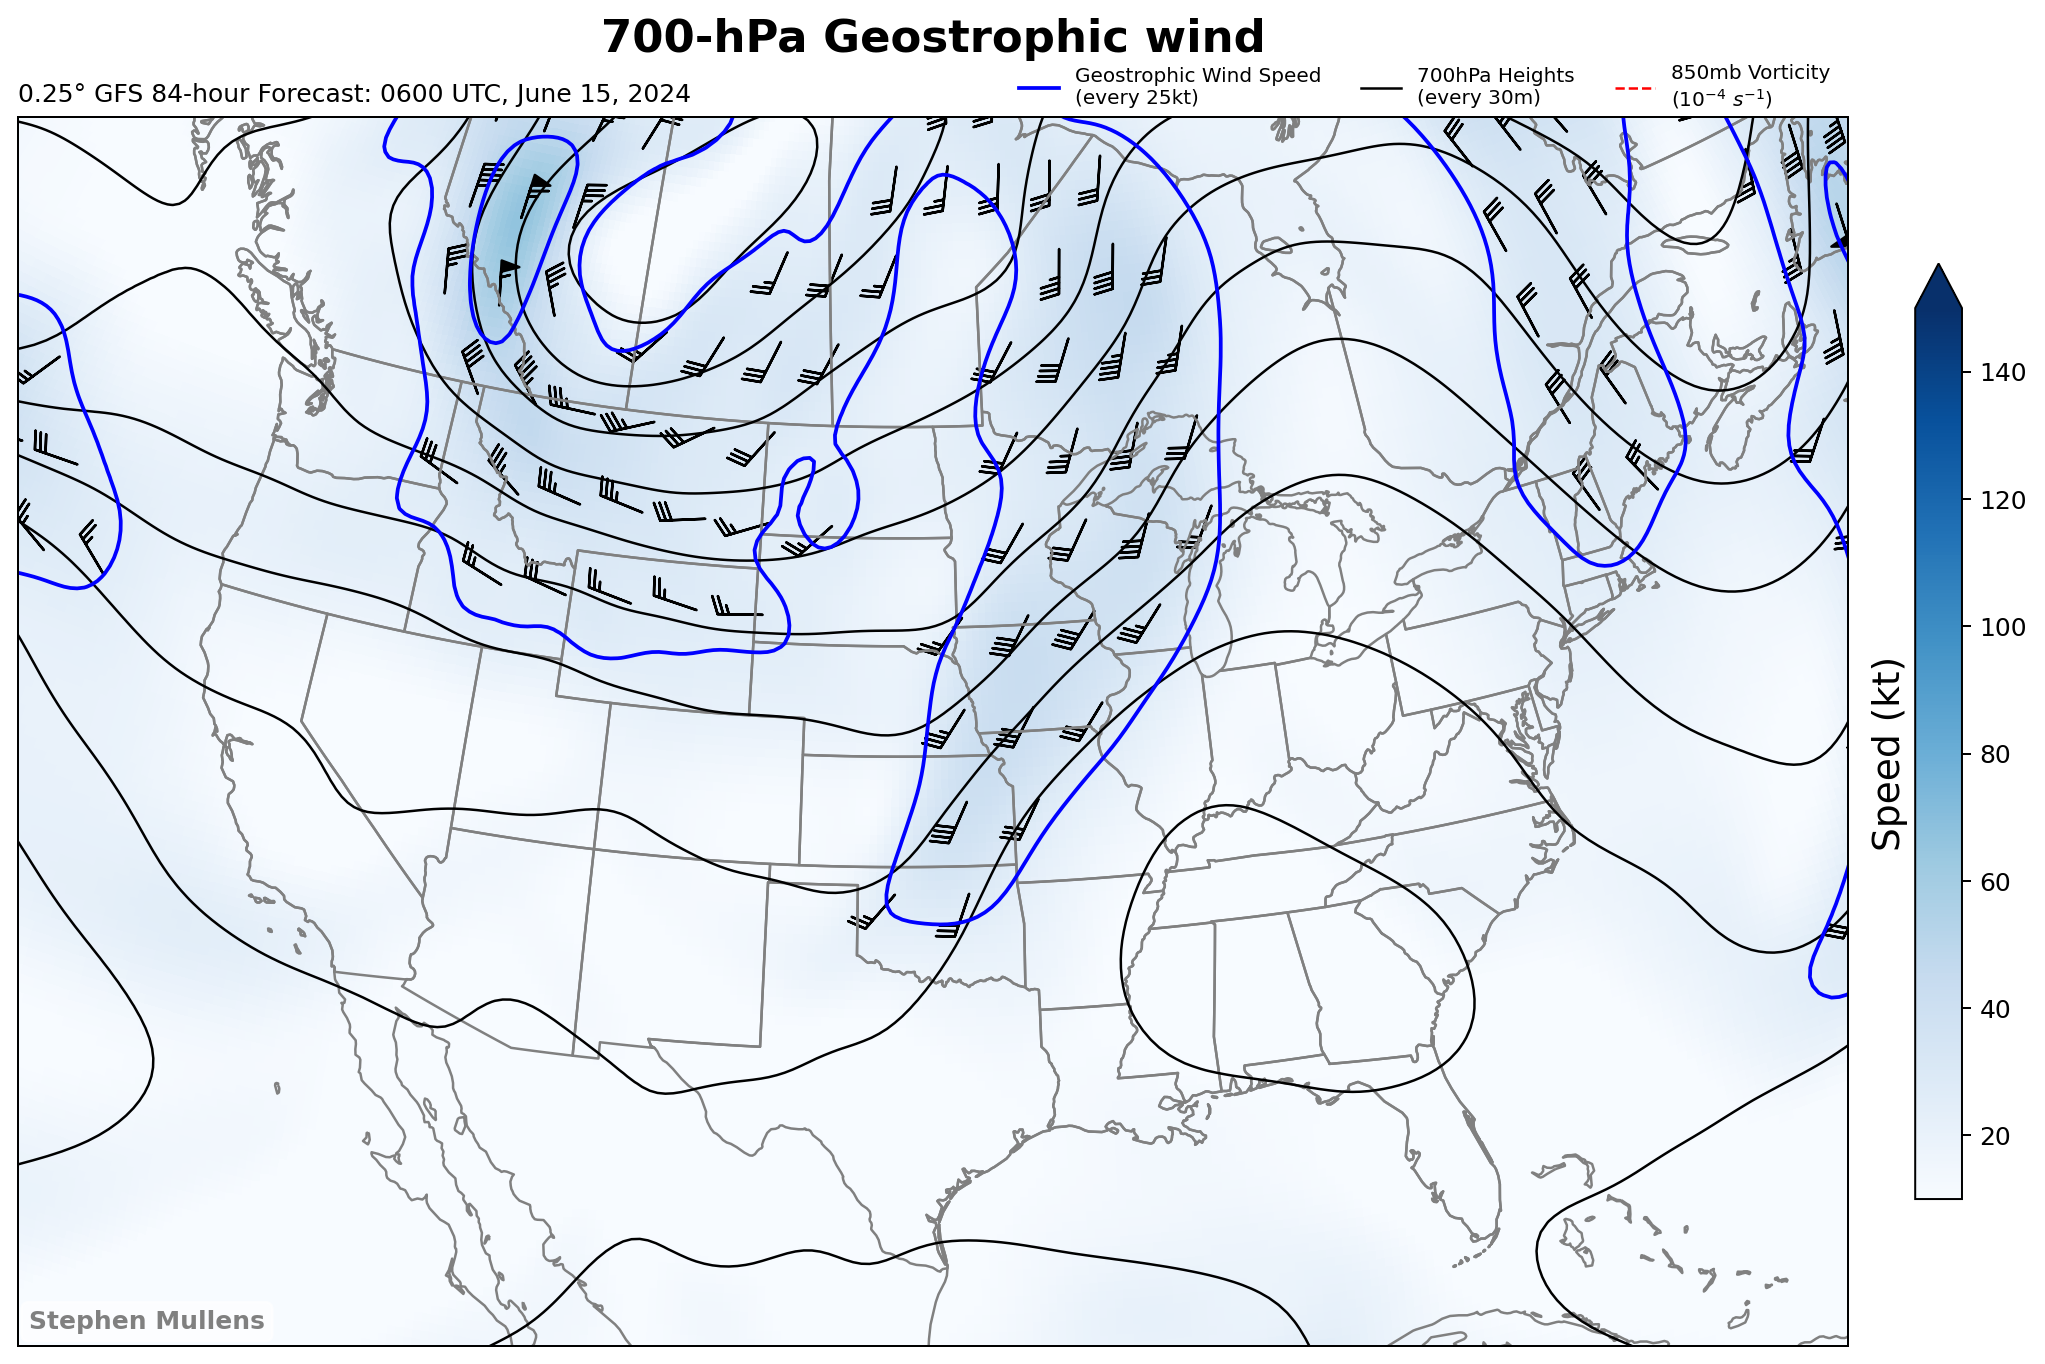 700-hPa Geostrophic wind
0.25° GFS 84-hour Forecast: 0600 UTC, June 15, 2024
Geostrophic Wind Speed
(every 25kt)
700hPa Heights
(every 30m)
850mb Vorticity
(10⁻⁴ s⁻¹)
140
120
100
80
60
40
20
Speed (kt)
Stephen Mullens